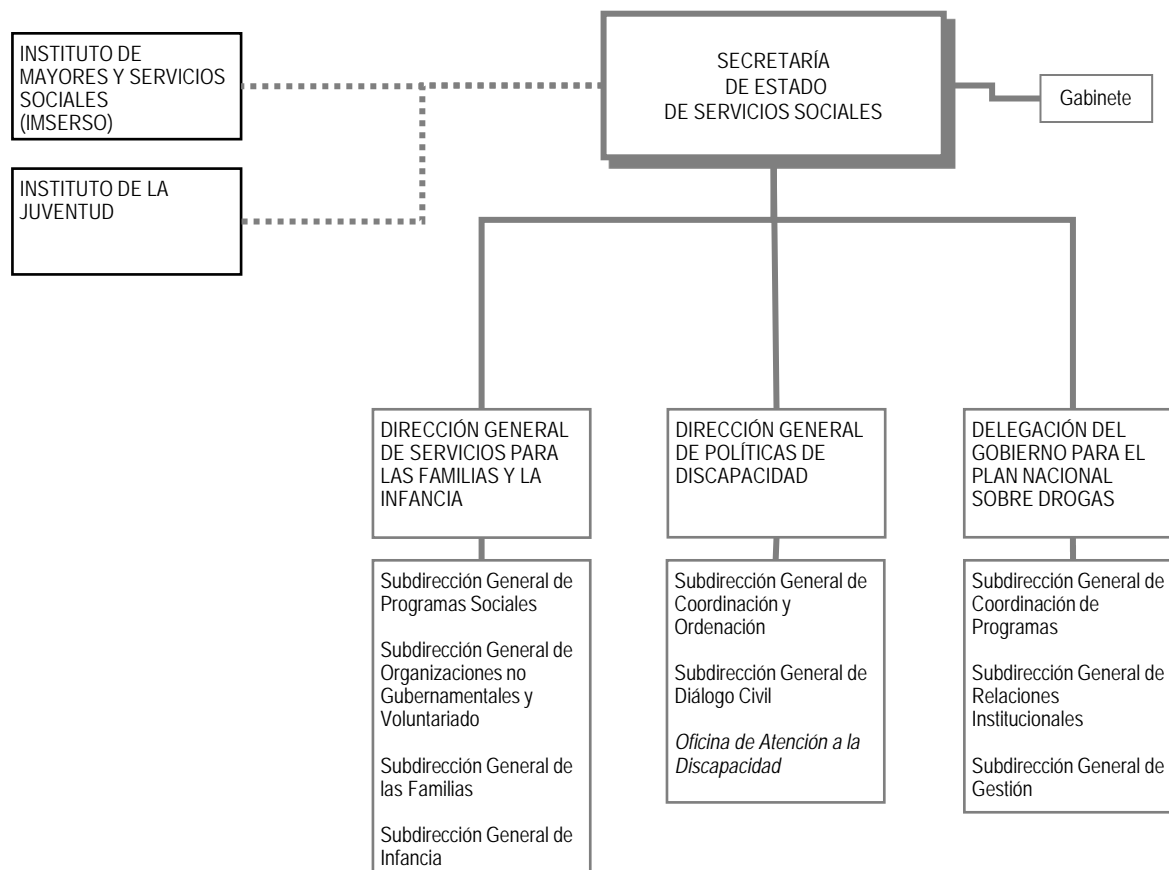 INSTITUTO DE
MAYORES Y SERVICIOS
SOCIALES
(IMSERSO)
SECRETARÍA
DE ESTADO
DE SERVICIOS SOCIALES
Gabinete
INSTITUTO DE LA
JUVENTUD
DIRECCIÓN GENERAL
DE SERVICIOS PARA
LAS FAMILIAS Y LA
INFANCIA
DIRECCIÓN GENERAL
DE POLÍTICAS DE
DISCAPACIDAD
DELEGACIÓN DEL
GOBIERNO PARA EL
PLAN NACIONAL
SOBRE DROGAS
Subdirección General de
Programas Sociales
Subdirección General de
Organizaciones no
Gubernamentales y
Voluntariado
Subdirección General de
las Familias
Subdirección General de
Infancia
Subdirección General de
Coordinación y
Ordenación
Subdirección General de
Diálogo Civil
Oficina de Atención a la
Discapacidad
Subdirección General de
Coordinación de
Programas
Subdirección General de
Relaciones
Institucionales
Subdirección General de
Gestión